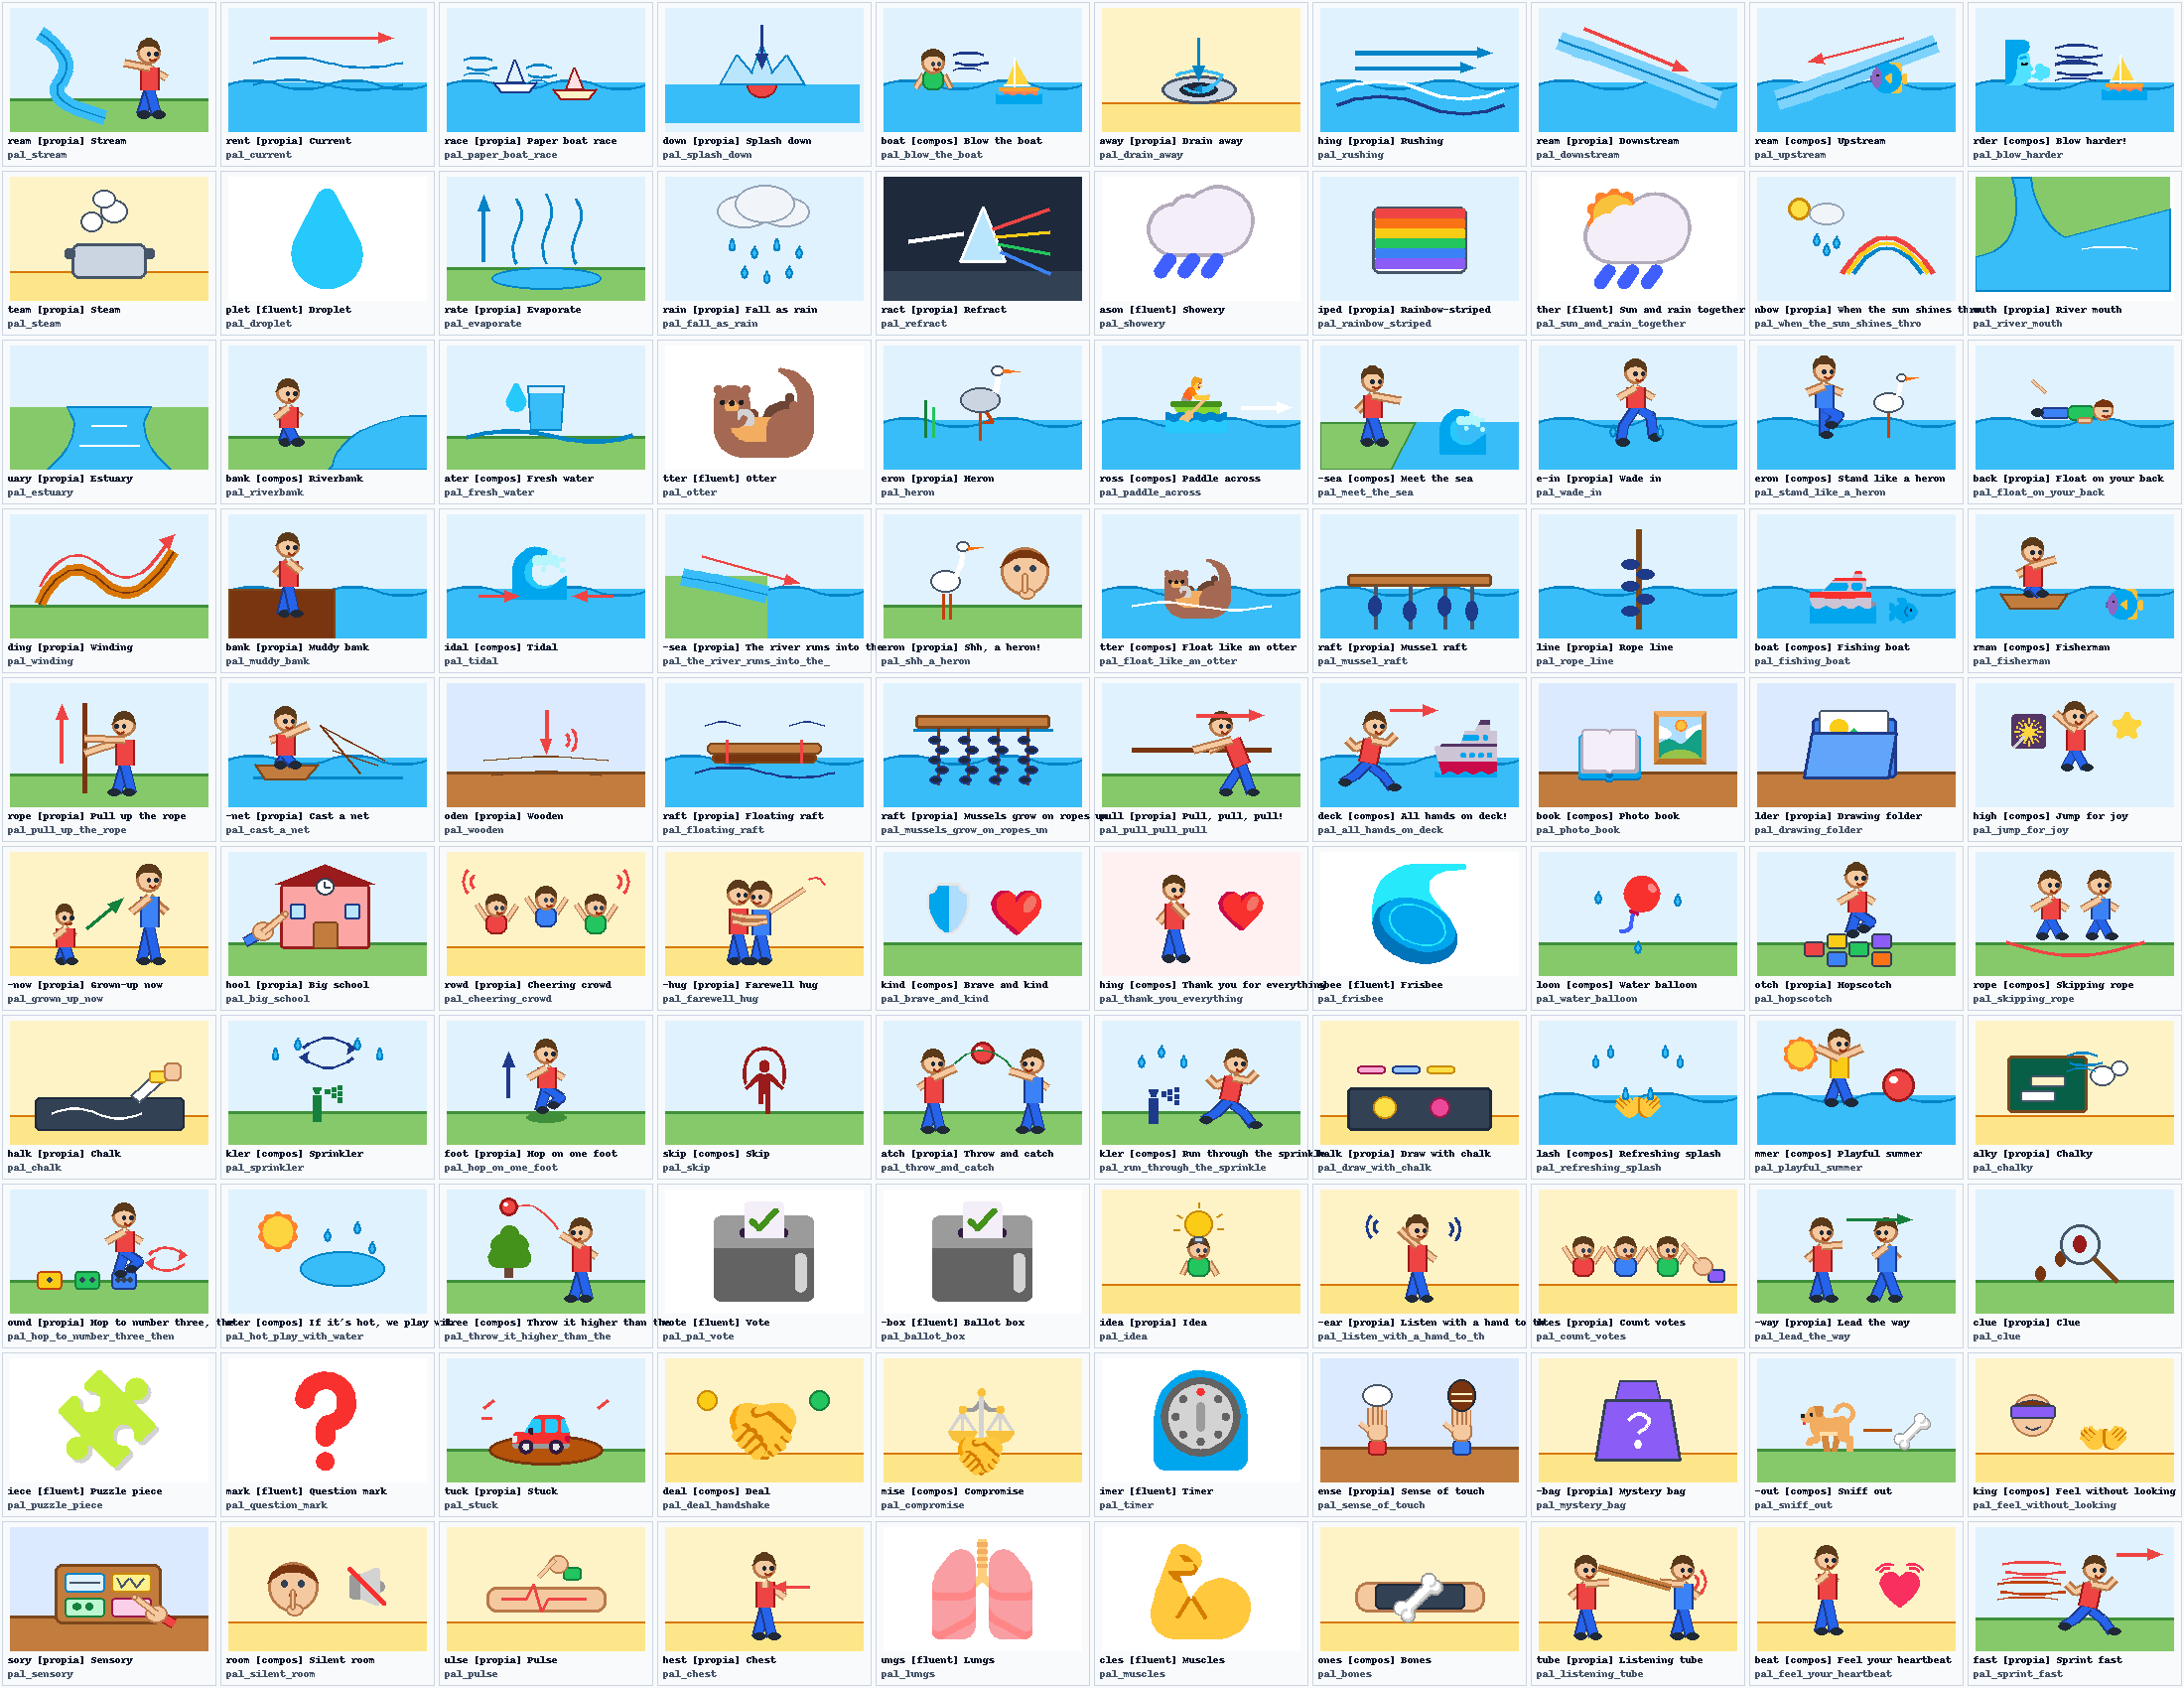 ream [propia] Stream
pal_stream
rent [propia] Current
pal_current
race [propia] Paper boat race
pal_paper_boat_race
down [propia] Splash down
pal_splash_down
boat [compos] Blow the boat
pal_blow_the_boat
away [propia] Drain away
pal_drain_away
hing [propia] Rushing
pal_rushing
ream [propia] Downstream
pal_downstream
ream [compos] Upstream
pal_upstream
rder [compos] Blow harder!
pal_blow_harder
team [propia] Steam
pal_steam
plet [fluent] Droplet
pal_droplet
rate [propia] Evaporate
pal_evaporate
rain [propia] Fall as rain
pal_fall_as_rain
ract [propia] Refract
pal_refract
ason [fluent] Showery
pal_showery
iped [propia] Rainbow-striped
pal_rainbow_striped
ther [fluent] Sun and rain together
pal_sun_and_rain_together
nbow [propia] When the sun shines thro
pal_when_the_sun_shines_thro
outh [propia] River mouth
pal_river_mouth
uary [propia] Estuary
pal_estuary
bank [compos] Riverbank
pal_riverbank
ater [compos] Fresh water
pal_fresh_water
tter [fluent] Otter
pal_otter
eron [propia] Heron
pal_heron
ross [compos] Paddle across
pal_paddle_across
-sea [compos] Meet the sea
pal_meet_the_sea
e-in [propia] Wade in
pal_wade_in
eron [compos] Stand like a heron
pal_stand_like_a_heron
back [propia] Float on your back
pal_float_on_your_back
ding [propia] Winding
pal_winding
bank [propia] Muddy bank
pal_muddy_bank
idal [compos] Tidal
pal_tidal
-sea [propia] The river runs into the
pal_the_river_runs_into_the_
eron [propia] Shh, a heron!
pal_shh_a_heron
tter [compos] Float like an otter
pal_float_like_an_otter
raft [propia] Mussel raft
pal_mussel_raft
line [propia] Rope line
pal_rope_line
boat [compos] Fishing boat
pal_fishing_boat
rman [compos] Fisherman
pal_fisherman
rope [propia] Pull up the rope
pal_pull_up_the_rope
-net [propia] Cast a net
pal_cast_a_net
oden [propia] Wooden
pal_wooden
raft [propia] Floating raft
pal_floating_raft
raft [propia] Mussels grow on ropes un
pal_mussels_grow_on_ropes_un
pull [propia] Pull, pull, pull!
pal_pull_pull_pull
deck [compos] All hands on deck!
pal_all_hands_on_deck
book [compos] Photo book
pal_photo_book
lder [propia] Drawing folder
pal_drawing_folder
high [compos] Jump for joy
pal_jump_for_joy
-now [propia] Grown-up now
pal_grown_up_now
hool [propia] Big school
pal_big_school
rowd [propia] Cheering crowd
pal_cheering_crowd
-hug [propia] Farewell hug
pal_farewell_hug
kind [compos] Brave and kind
pal_brave_and_kind
hing [compos] Thank you for everything
pal_thank_you_everything
sbee [fluent] Frisbee
pal_frisbee
loon [compos] Water balloon
pal_water_balloon
otch [propia] Hopscotch
pal_hopscotch
rope [propia] Skipping rope
pal_skipping_rope
halk [propia] Chalk
pal_chalk
kler [compos] Sprinkler
pal_sprinkler
foot [propia] Hop on one foot
pal_hop_on_one_foot
skip [compos] Skip
pal_skip
atch [propia] Throw and catch
pal_throw_and_catch
kler [compos] Run through the sprinkle
pal_run_through_the_sprinkle
halk [propia] Draw with chalk
pal_draw_with_chalk
lash [compos] Refreshing splash
pal_refreshing_splash
mmer [compos] Playful summer
pal_playful_summer
alky [propia] Chalky
pal_chalky
ound [propia] Hop to number three, the
pal_hop_to_number_three_then
ter [compos] If it's hot, we play wi
pal_hot_play_with_water
tree [compos] Throw it higher than the
pal_throw_it_higher_than_the
vote [fluent] Vote
pal_pal_vote
-box [fluent] Ballot box
pal_ballot_box
idea [propia] Idea
pal_idea
-ear [propia] Listen with a hand to
pal_listen_with_a_hand_to_th
otes [propia] Count votes
pal_count_votes
-way [propia] Lead the way
pal_lead_the_way
clue [propia] Clue
pal_clue
iece [fluent] Puzzle piece
pal_puzzle_piece
mark [fluent] Question mark
pal_question_mark
tuck [propia] Stuck
pal_stuck
deal [compos] Deal
pal_deal_handshake
mise [compos] Compromise
pal_compromise
imer [fluent] Timer
pal_timer
ense [propia] Sense of touch
pal_sense_of_touch
?
-bag [propia] Mystery bag
pal_mystery_bag
-out [compos] Sniff out
pal_sniff_out
king [compos] Feel without looking
pal_feel_without_looking
sory [propia] Sensory
pal_sensory
room [compos] Silent room
pal_silent_room
ulse [propia] Pulse
pal_pulse
hest [propia] Chest
pal_chest
ungs [fluent] Lungs
pal_lungs
cles [fluent] Muscles
pal_muscles
ones [compos] Bones
pal_bones
tube [propia] Listening tube
pal_listening_tube
beat [compos] Feel your heartbeat
pal_feel_your_heartbeat
fast [propia] Sprint fast
pal_sprint_fast